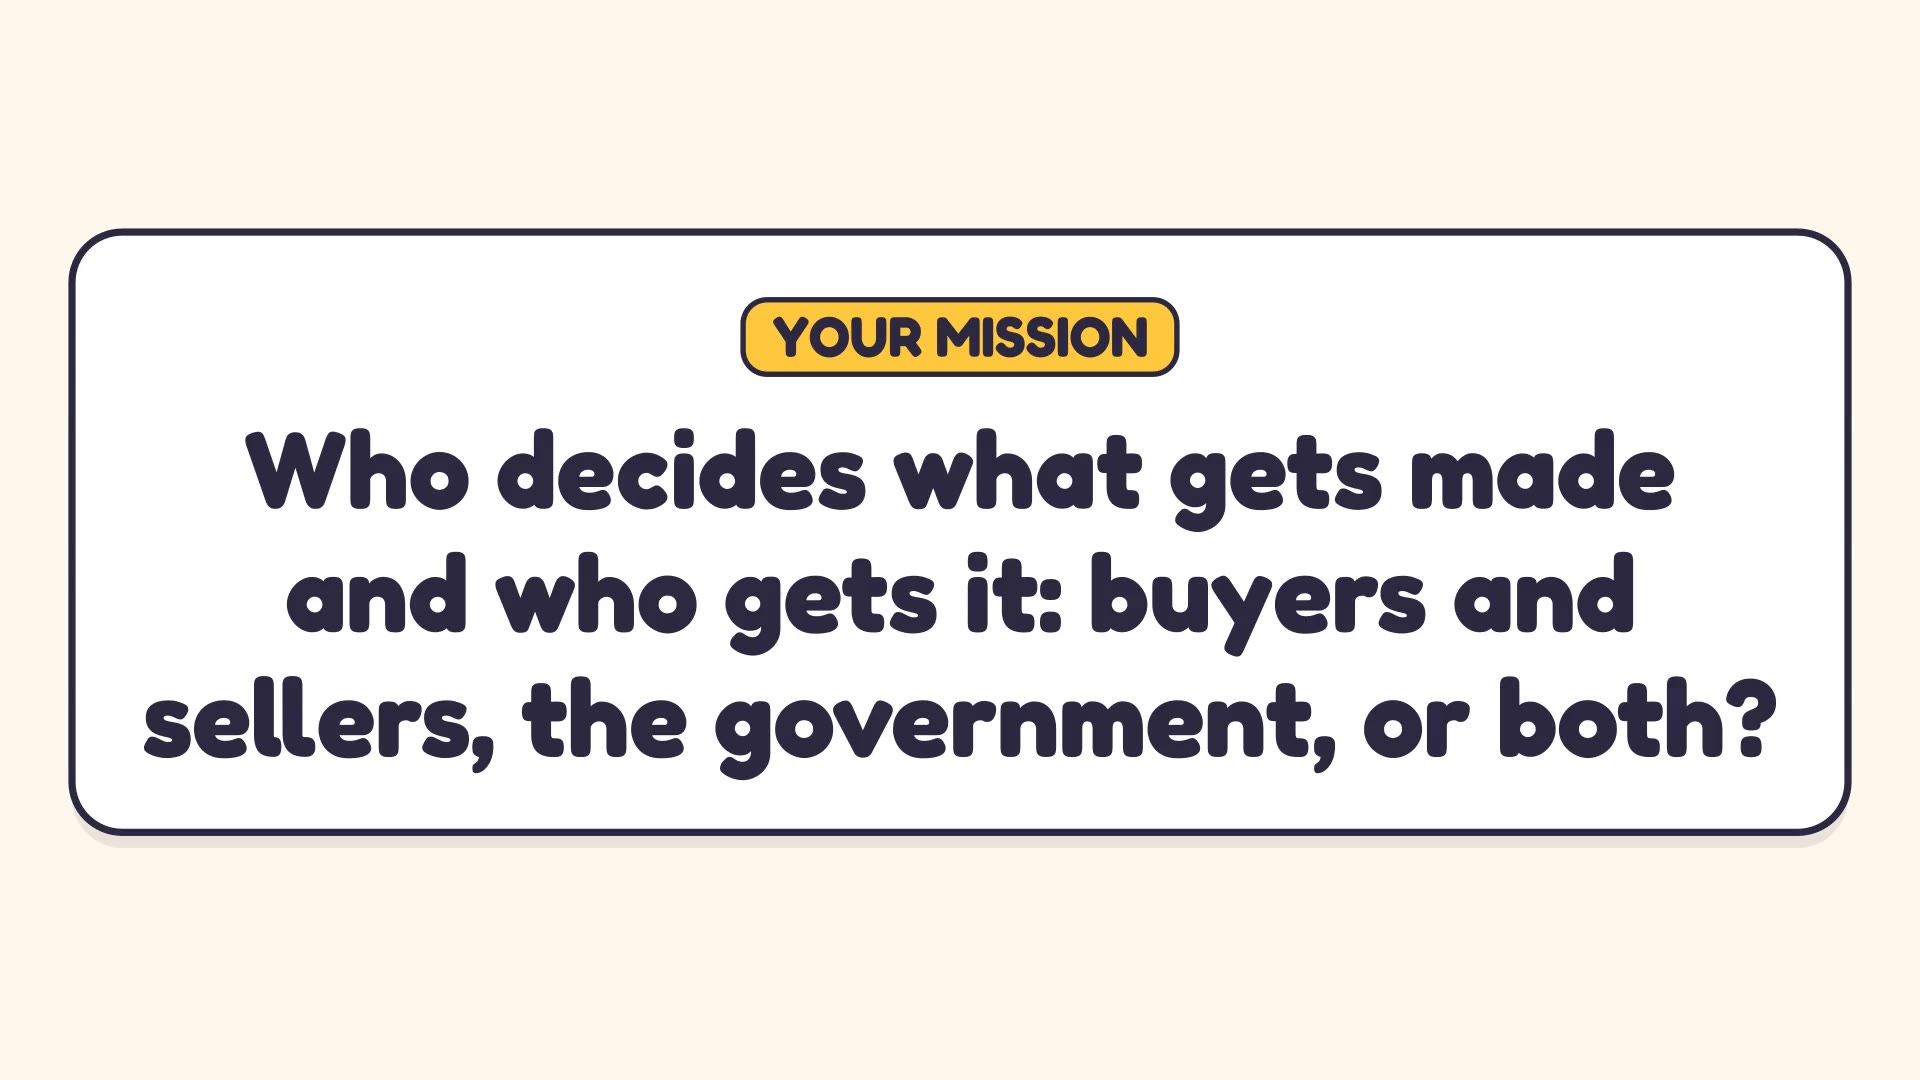 YOUR MISSION
Who decides what gets made
and who gets it: buyers and
sellers, the government, or both?